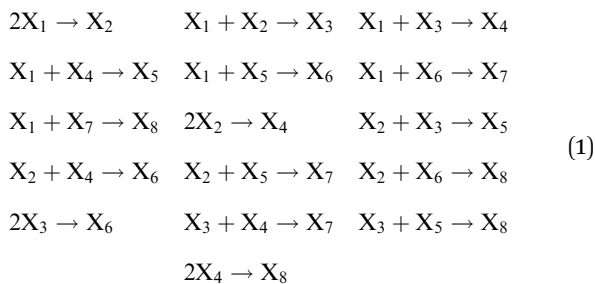 2X₁ → X₂ X₁ + X₂ → X₃ X₁ + X₃ → X₄
X₁ + X₄ → X₅ X₁ + X₅ → X₆ X₁ + X₆ → X₇
X₁ + X₇ → X₈ 2X₂ → X₄ X₂ + X₃ → X₅
(1)
X₂ + X₄ → X₆ X₂ + X₅ → X₇ X₂ + X₆ → X₈
2X₃ → X₆ X₃ + X₄ → X₇ X₃ + X₅ → X₈
2X₄ → X₈